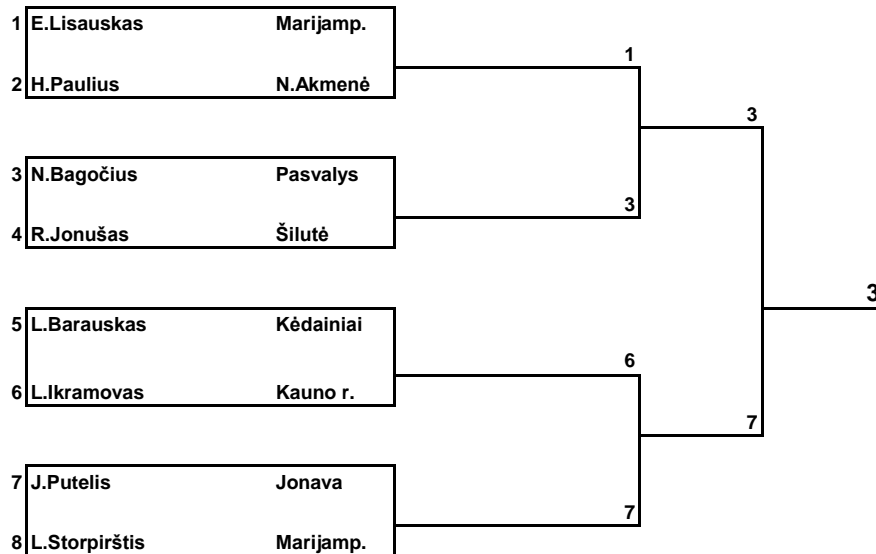 1 E.Lisauskas Marijamp.
1
2 H.Paulius N.Akmenė
3
3 N.Bagočius Pasvalys
3
4 R.Jonušas Šilutė
3
5 L.Barauskas Kėdainiai
6
6 L.Ikramovas Kauno r.
7
7 J.Putelis Jonava
7
8 L.Storpirštis Marijamp.